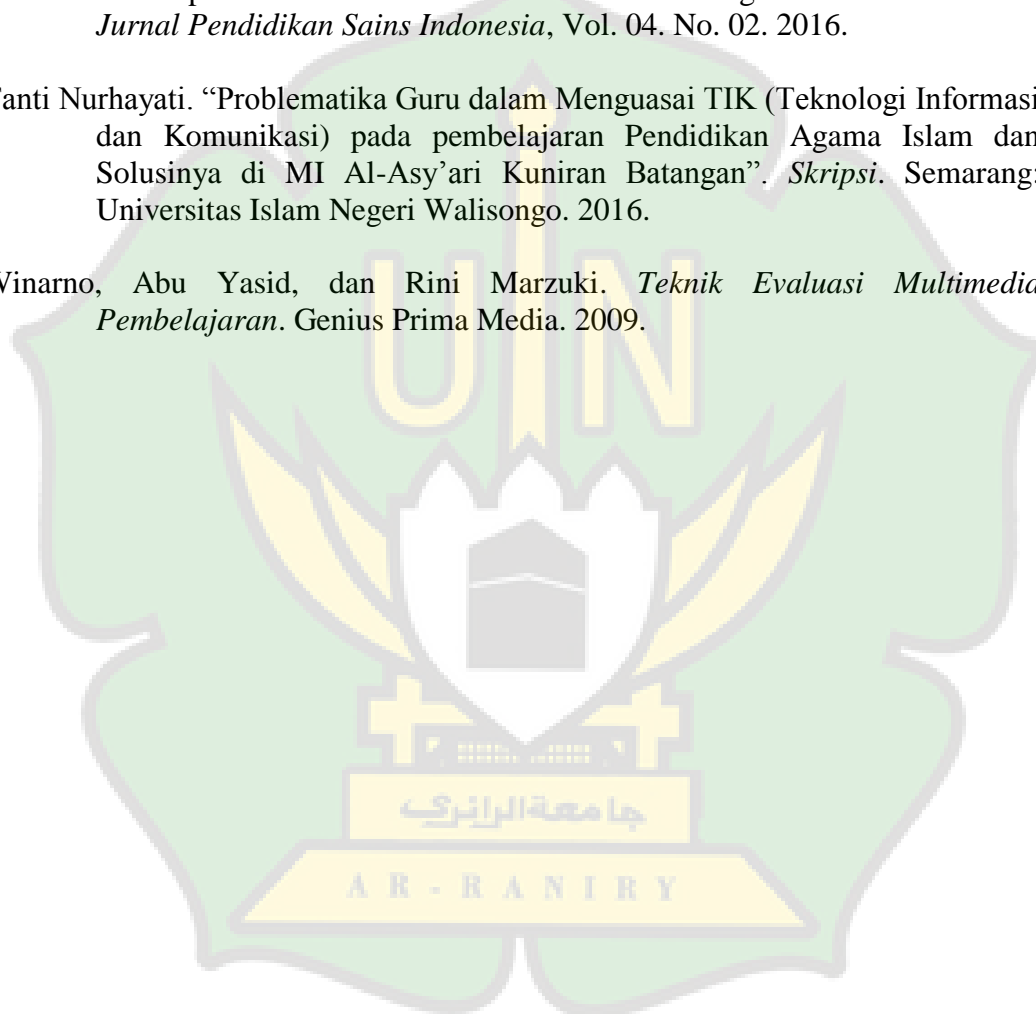 Jurnal Pendidikan Sains Indonesia, Vol. 04. No. 02. 2016.
anti Nurhayati. “Problematika Guru dalam Menguasai TIK (Teknologi Informasi
dan Komunikasi) pada pembelajaran Pendidikan Agama Islam dan
Solusinya di MI Al-Asy’ari Kuniran Batangan”. Skripsi. Semarang:
Universitas Islam Negeri Walisongo. 2016.
Winarno, Abu Yasid, dan Rini Marzuki. Teknik Evaluasi Multimedia
Pembelajaran. Genius Prima Media. 2009.
UIN
جامعة الرانري
AR-RANIRY